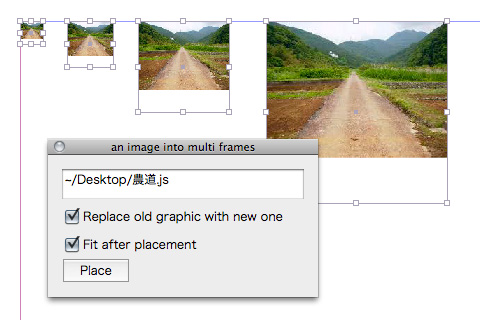 an image into multi frames
~/Desktop/農道.js
Replace old graphic with new one
Fit after placement
Place